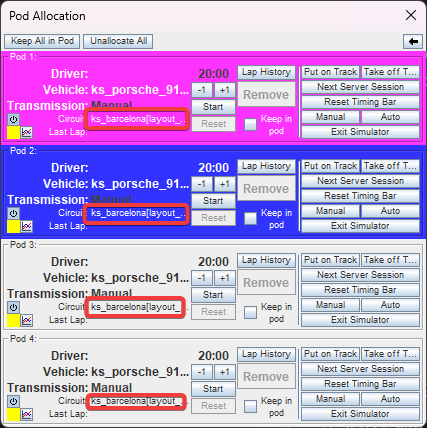 Pod Allocation
Keep All in Pod Unallocate All
Pod 1:
Driver: 20:00 Lap History Put on Track Take off T...
Vehicle: ks_porsche_91... -1 +1 Remove Next Server Session
Transmission: Manual Start Reset Timing Bar
Circuit: ks_barcelona[layout_... Reset Keep in pod Manual Auto
Last Lap: Exit Simulator
Pod 2:
Driver: 20:00 Lap History Put on Track Take off T...
Vehicle: ks_porsche_91... -1 +1 Remove Next Server Session
Transmission: Manual Start Reset Timing Bar
Circuit: ks_barcelona[layout_... Reset Keep in pod Manual Auto
Last Lap: Exit Simulator
Pod 3:
Driver: 20:00 Lap History Put on Track Take off T...
Vehicle: ks_porsche_91... -1 +1 Remove Next Server Session
Transmission: Manual Start Reset Timing Bar
Circuit: ks_barcelona[layout_... Reset Keep in pod Manual Auto
Last Lap: Exit Simulator
Pod 4:
Driver: 20:00 Lap History Put on Track Take off T...
Vehicle: ks_porsche_91... -1 +1 Remove Next Server Session
Transmission: Manual Start Reset Timing Bar
Circuit: ks_barcelona[layout_... Reset Keep in pod Manual Auto
Last Lap: Exit Simulator